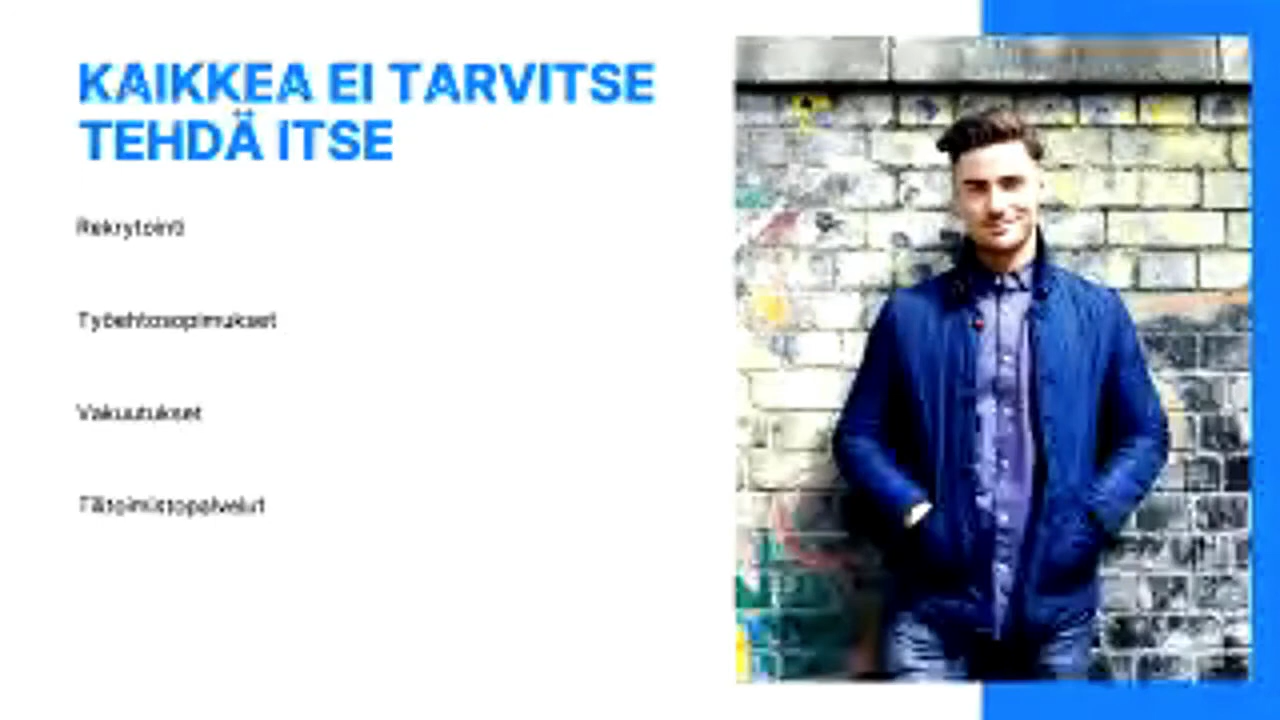 KAIKKEA EI TARVITSE
TEHDÄ ITSE
Rekrytointi
Työehtosopimukset
Vakuutukset
Tilitoimistopalvelut